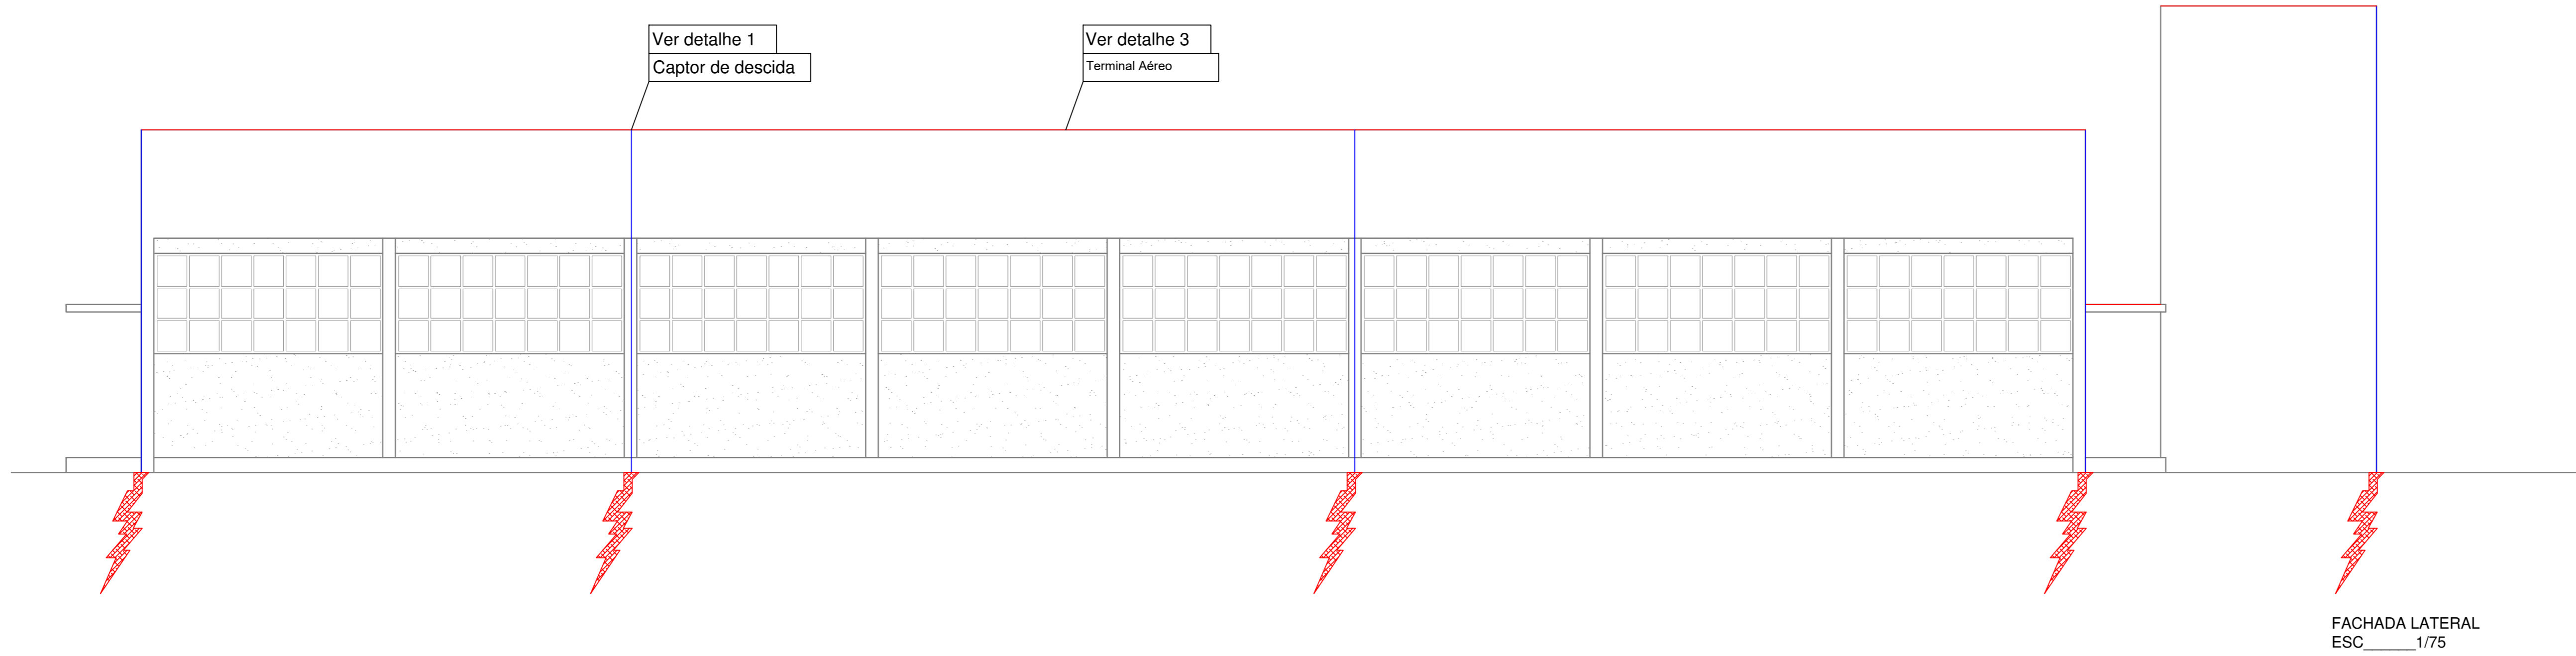 Ver detalhe 1
Captor de descida
Ver detalhe 3
Terminal Aéreo
FACHADA LATERAL
ESC______1/75